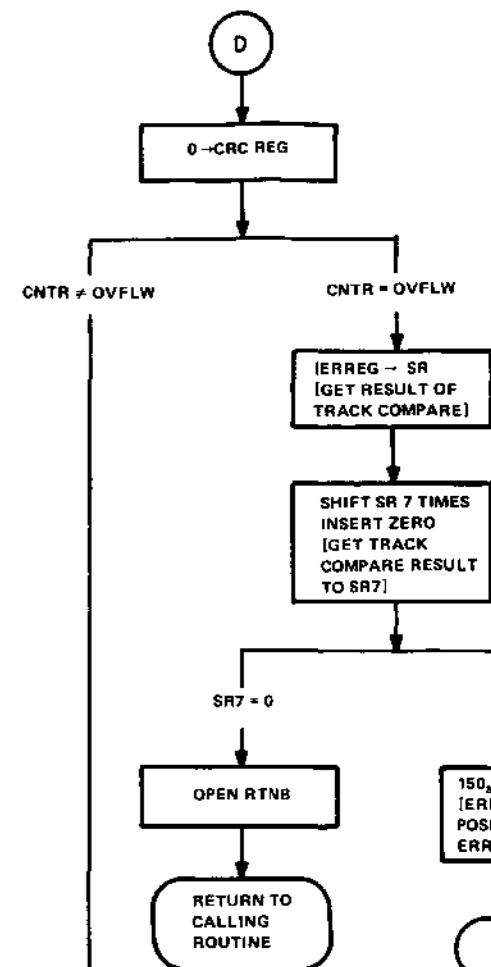 D
0→CRC REG
CNTR ≠ OVFLW
CNTR = OVFLW
[ERREG → SR
[GET RESULT OF
TRACK COMPARE]
SHIFT SR 7 TIMES
INSERT ZERO
[GET TRACK
COMPARE RESULT
TO SR7]
SR7 = 0
OPEN RTNB
RETURN TO
CALLING
ROUTINE